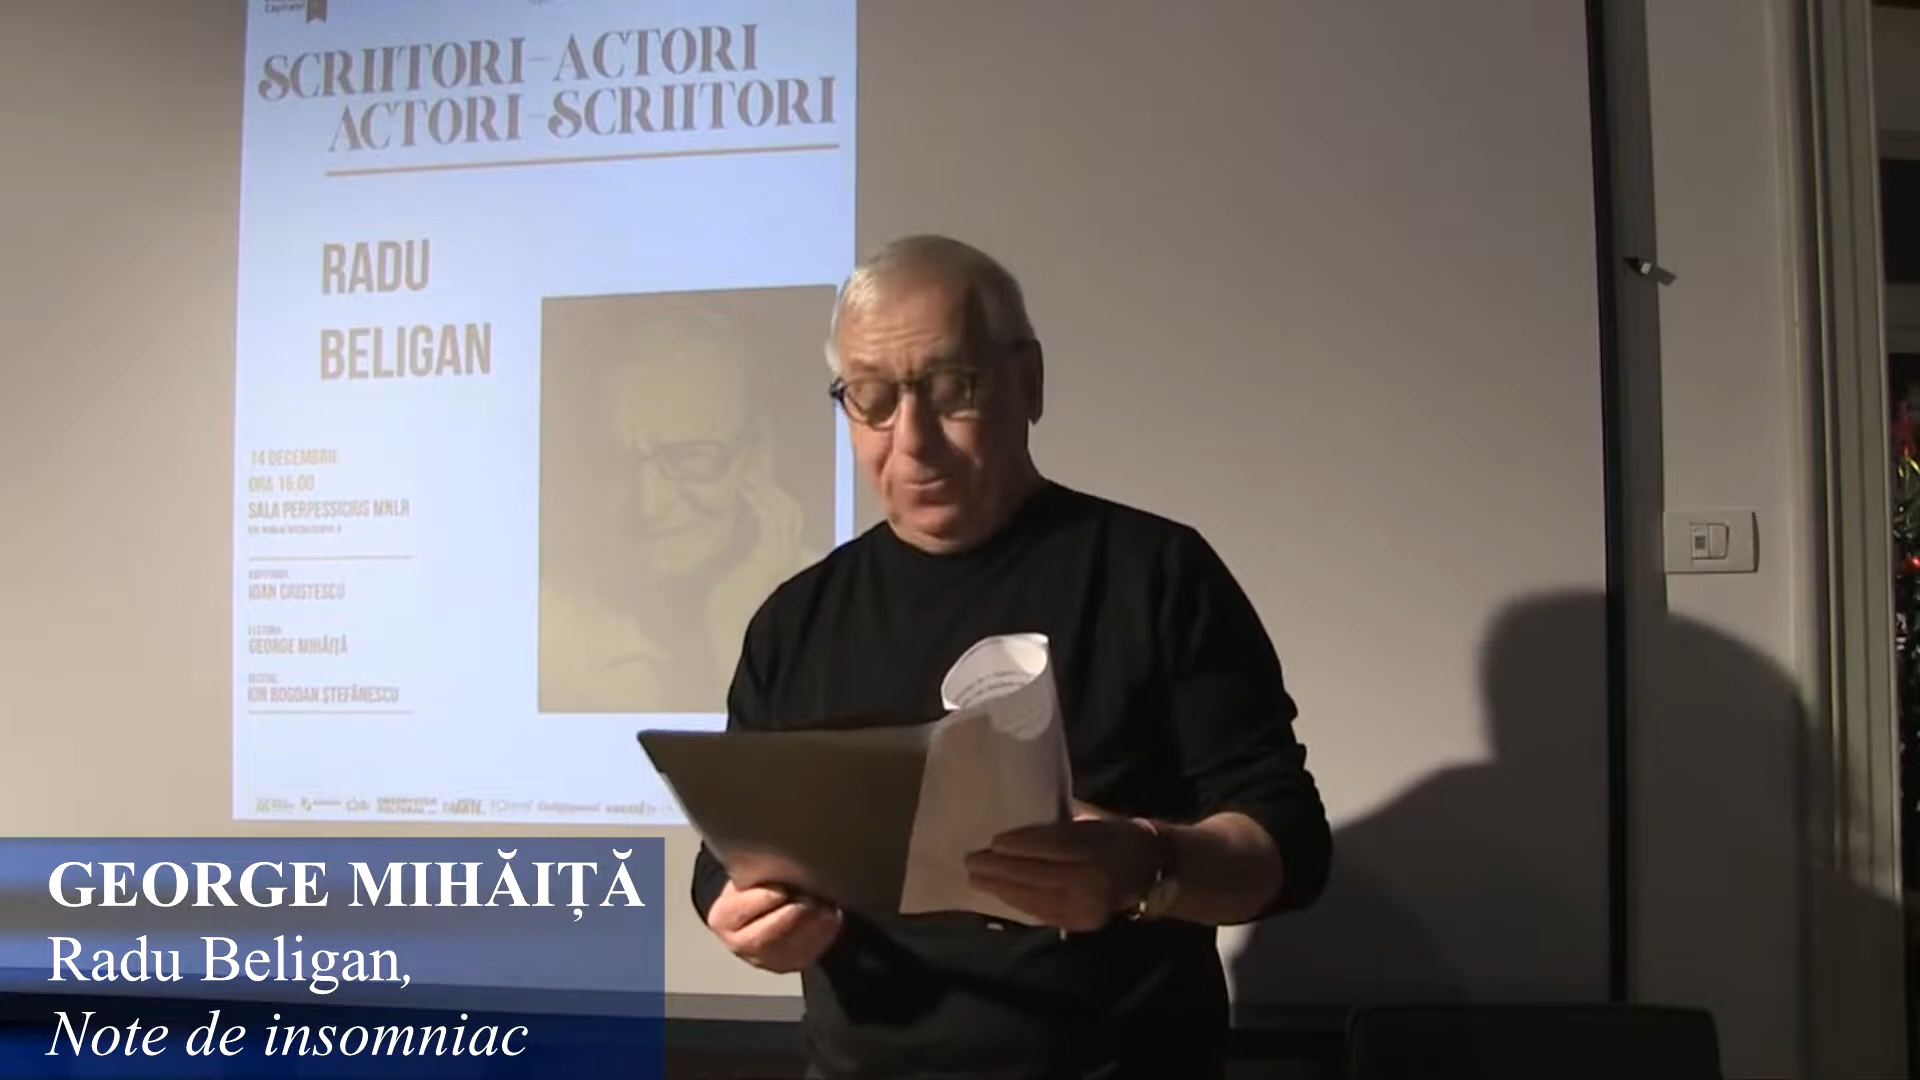 SCRIITORI-ACTORI
ACTORI-SCRIITORI
RADU
BELIGAN
14 DECEMBRIE
ORA 16:00
SALA PERPESSICIUS MNLR
IOAN CRISTESCU
GEORGE MIHĂIȚĂ
RECITAL
ION BOGDAN ȘTEFĂNESCU
GEORGE MIHĂIȚĂ
Radu Beligan,
Note de insomniac